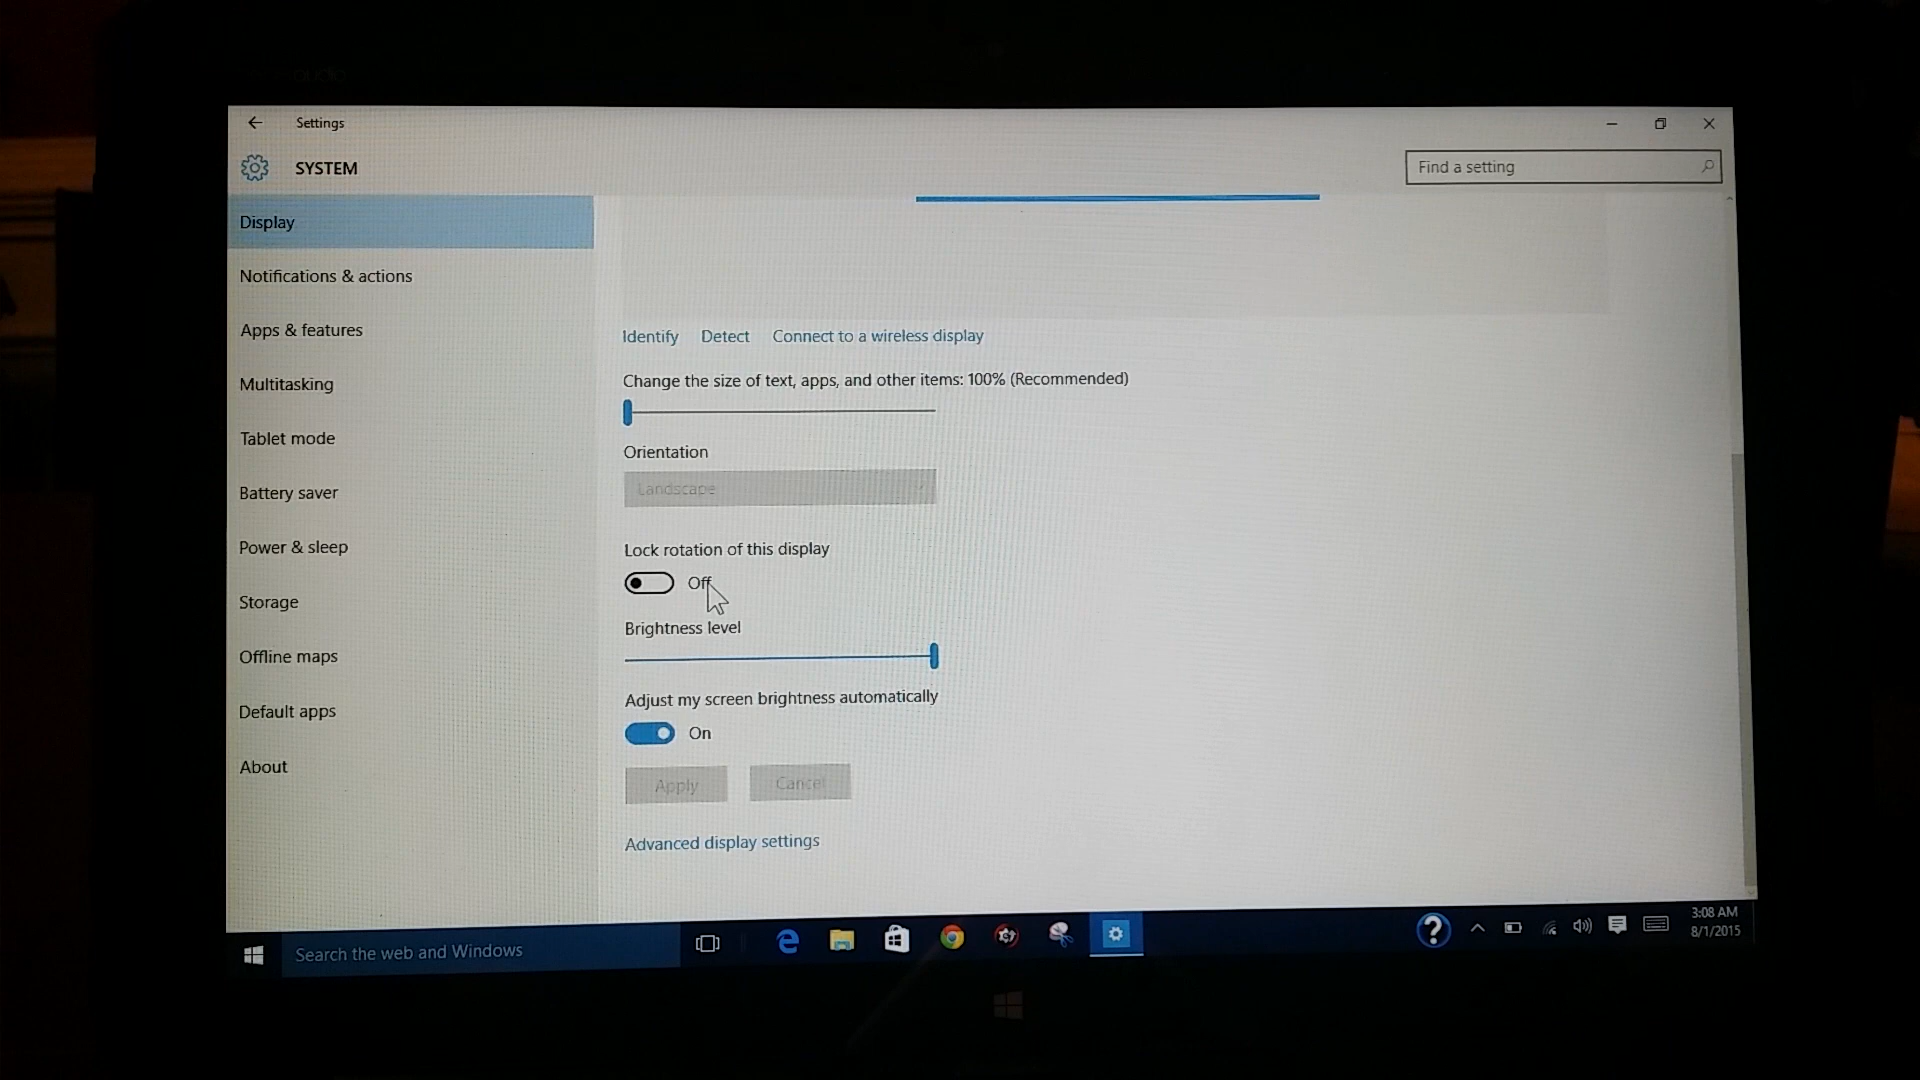 Settings
SYSTEM
Find a setting
Display
Notifications & actions
Apps & features
Multitasking
Tablet mode
Battery saver
Power & sleep
Storage
Offline maps
Default apps
About
Identify Detect Connect to a wireless display
Change the size of text, apps, and other items: 100% (Recommended)
Orientation
Landscape
Lock rotation of this display
Off
Brightness level
Adjust my screen brightness automatically
On
Apply Cancel
Advanced display settings
Search the web and Windows
3:08 AM
8/1/2015